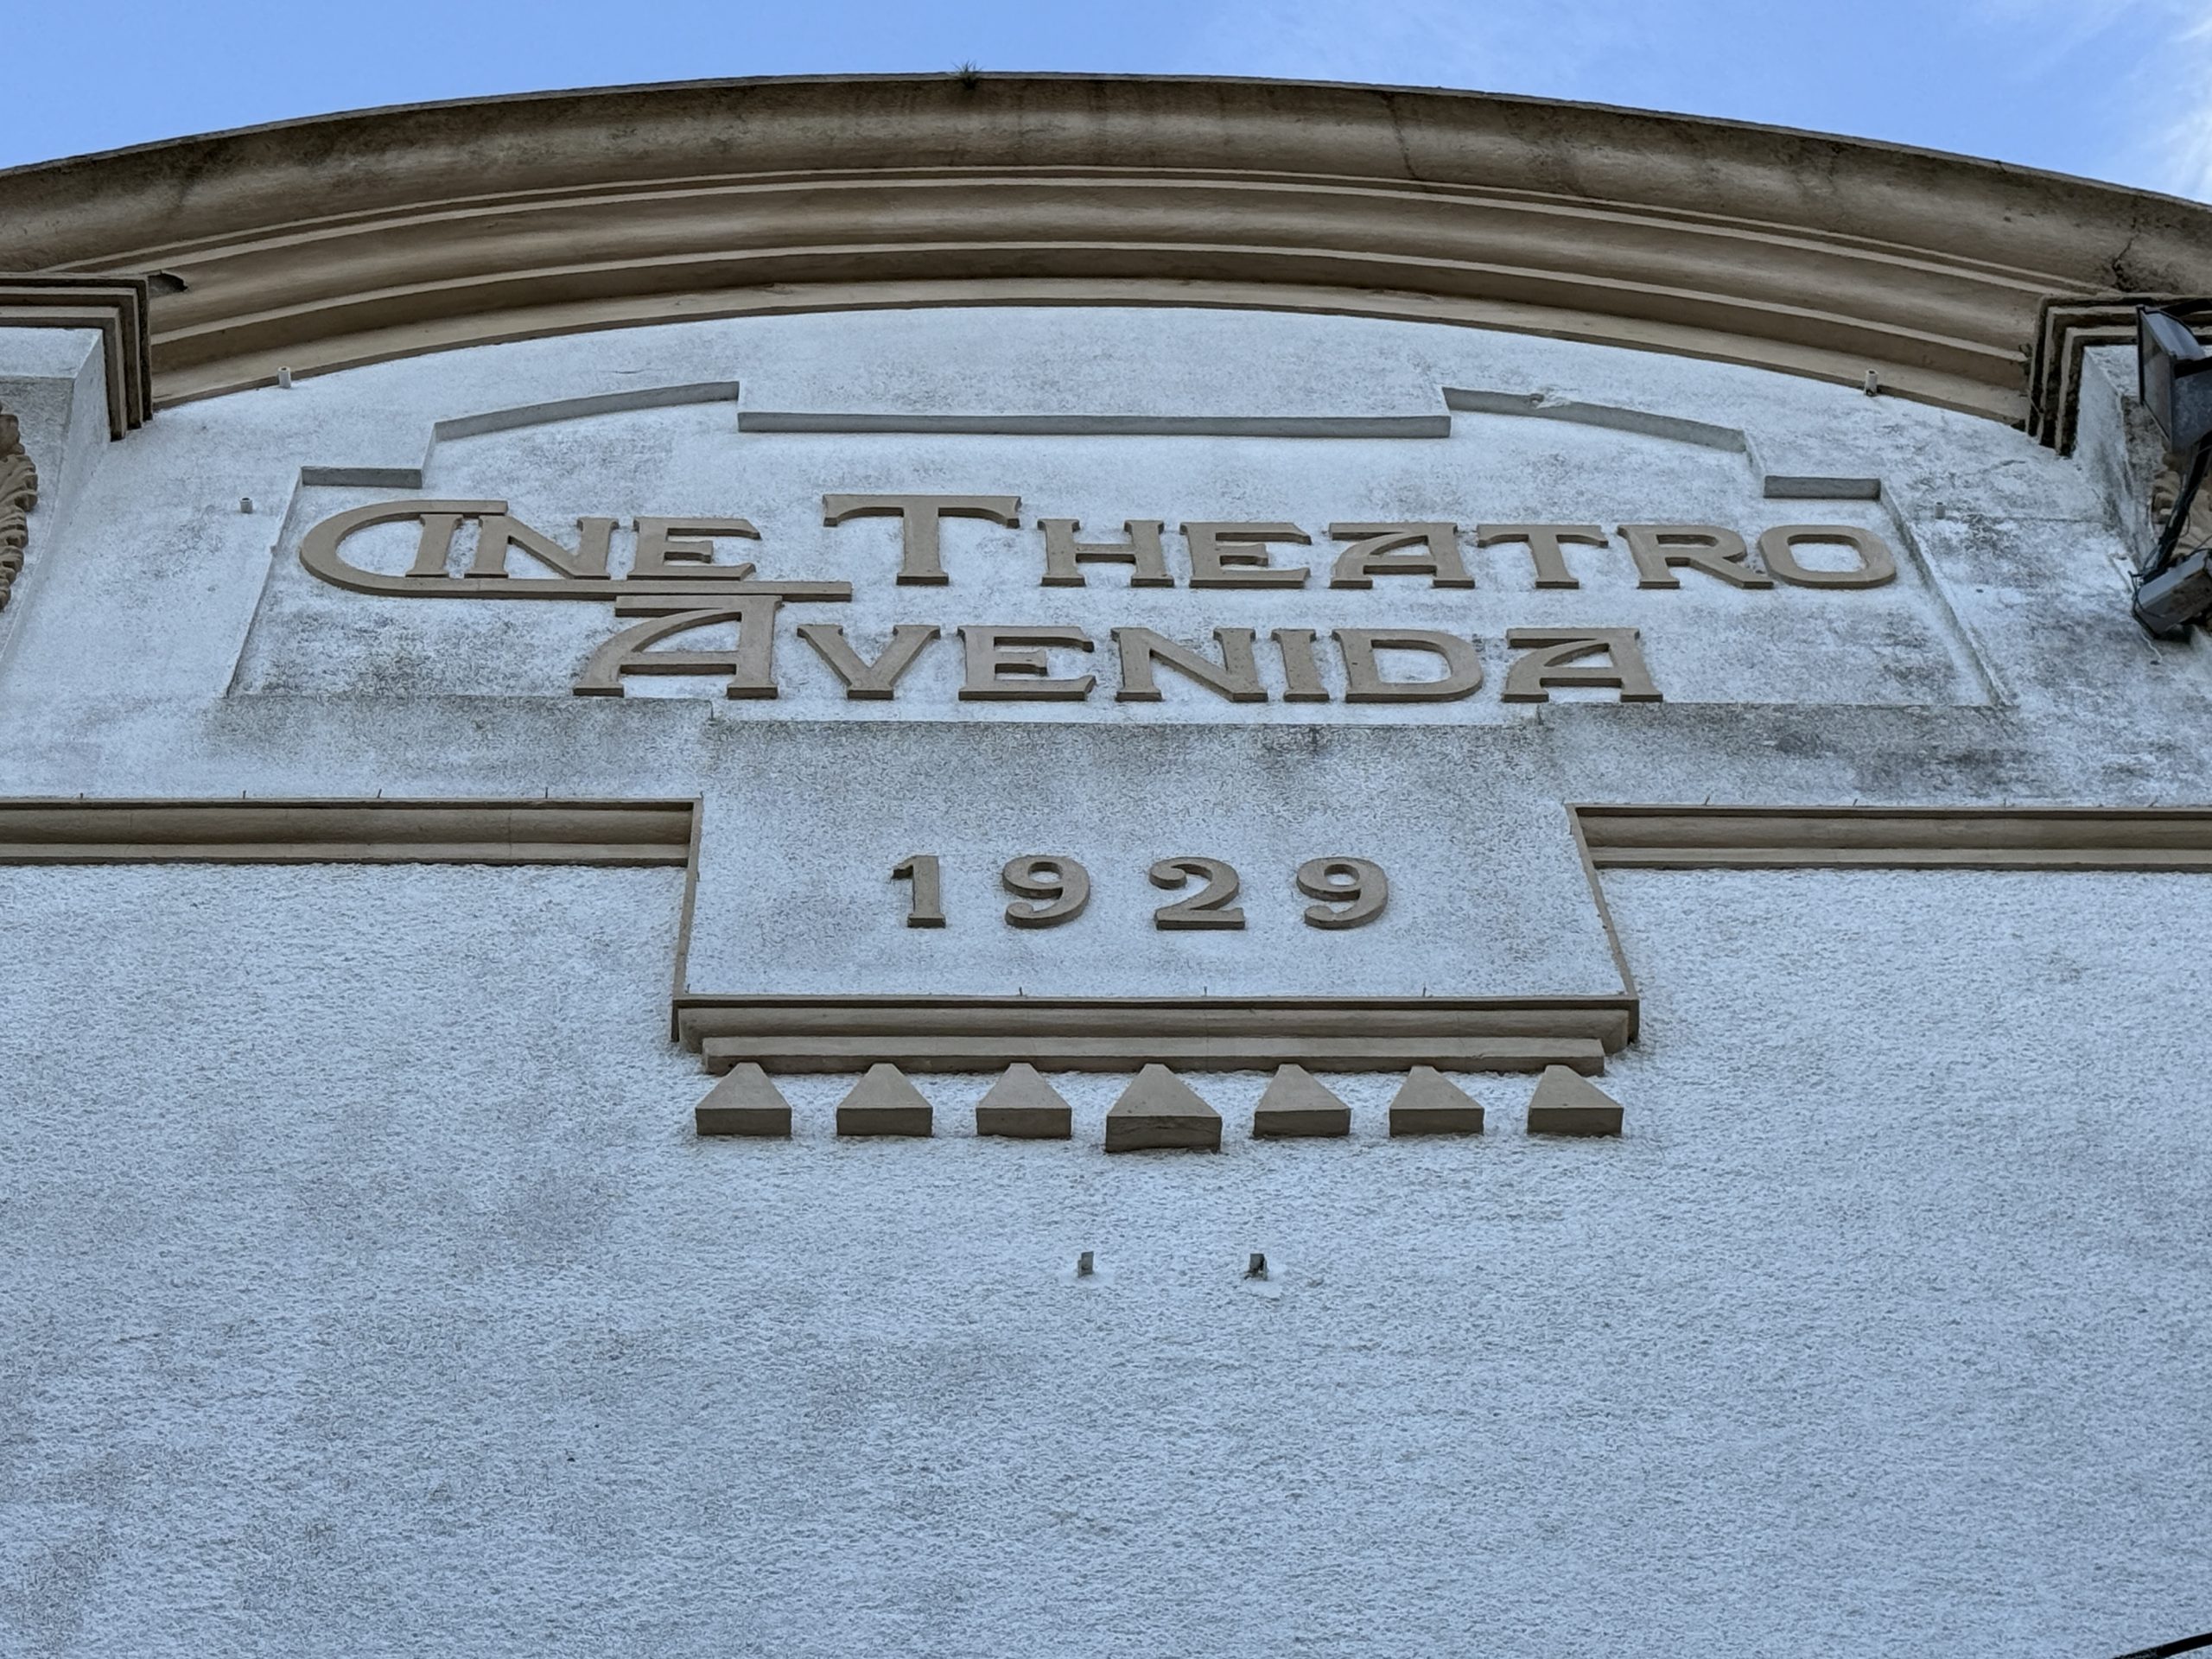 CINE THEATRO
AVENIDA
1929